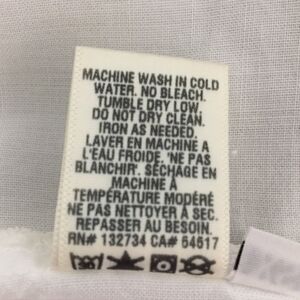 MACHINE WASH IN COLD
WATER. NO BLEACH.
TUMBLE DRY LOW.
DO NOT DRY CLEAN.
IRON AS NEEDED.
LAVER EN MACHINE A
L'EAU FROIDE, 'NE PAS
BLANCHIR'. SÉCHAGE EN
MACHINE À
TEMPÉRATURE MODÉRÉ
NE PAS NETTOYER À SEC.
REPASSER AU BESOIN.
RN# 132734 CA# 54517